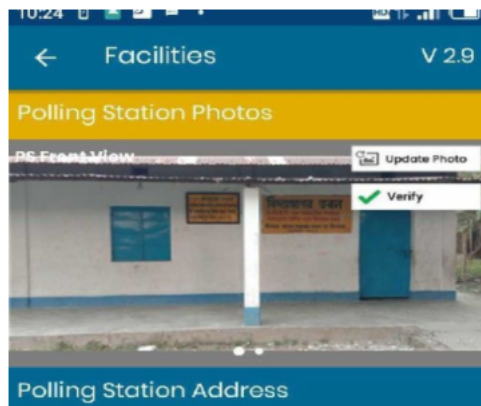 10:24
← Facilities V 2.9
Polling Station Photos
PS Front View
Update Photo
Verify
Polling Station Address